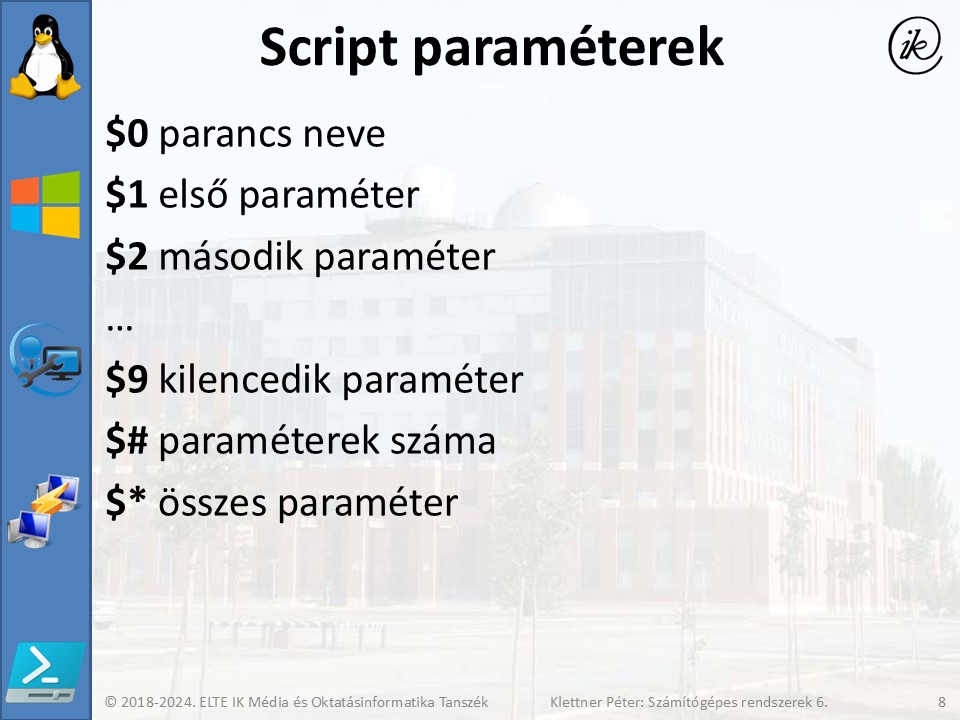 Script paraméterek
ik
$0 parancs neve
$1 első paraméter
$2 második paraméter
…
$9 kilencedik paraméter
$# paraméterek száma
$* összes paraméter
© 2018-2024. ELTE IK Média és Oktatásinformatika Tanszék Klettner Péter: Számítógépes rendszerek 6. 8